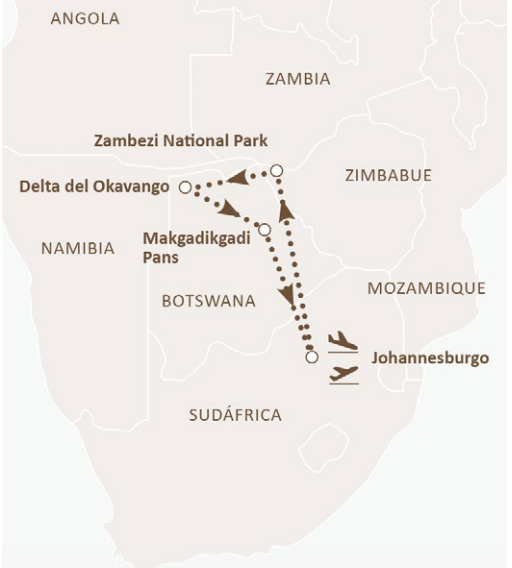 ANGOLA
ZAMBIA
Zambezi National Park
ZIMBABUE
Delta del Okavango
Makgadikgadi
Pans
NAMIBIA
MOZAMBIQUE
BOTSWANA
Johannesburgo
SUDÁFRICA